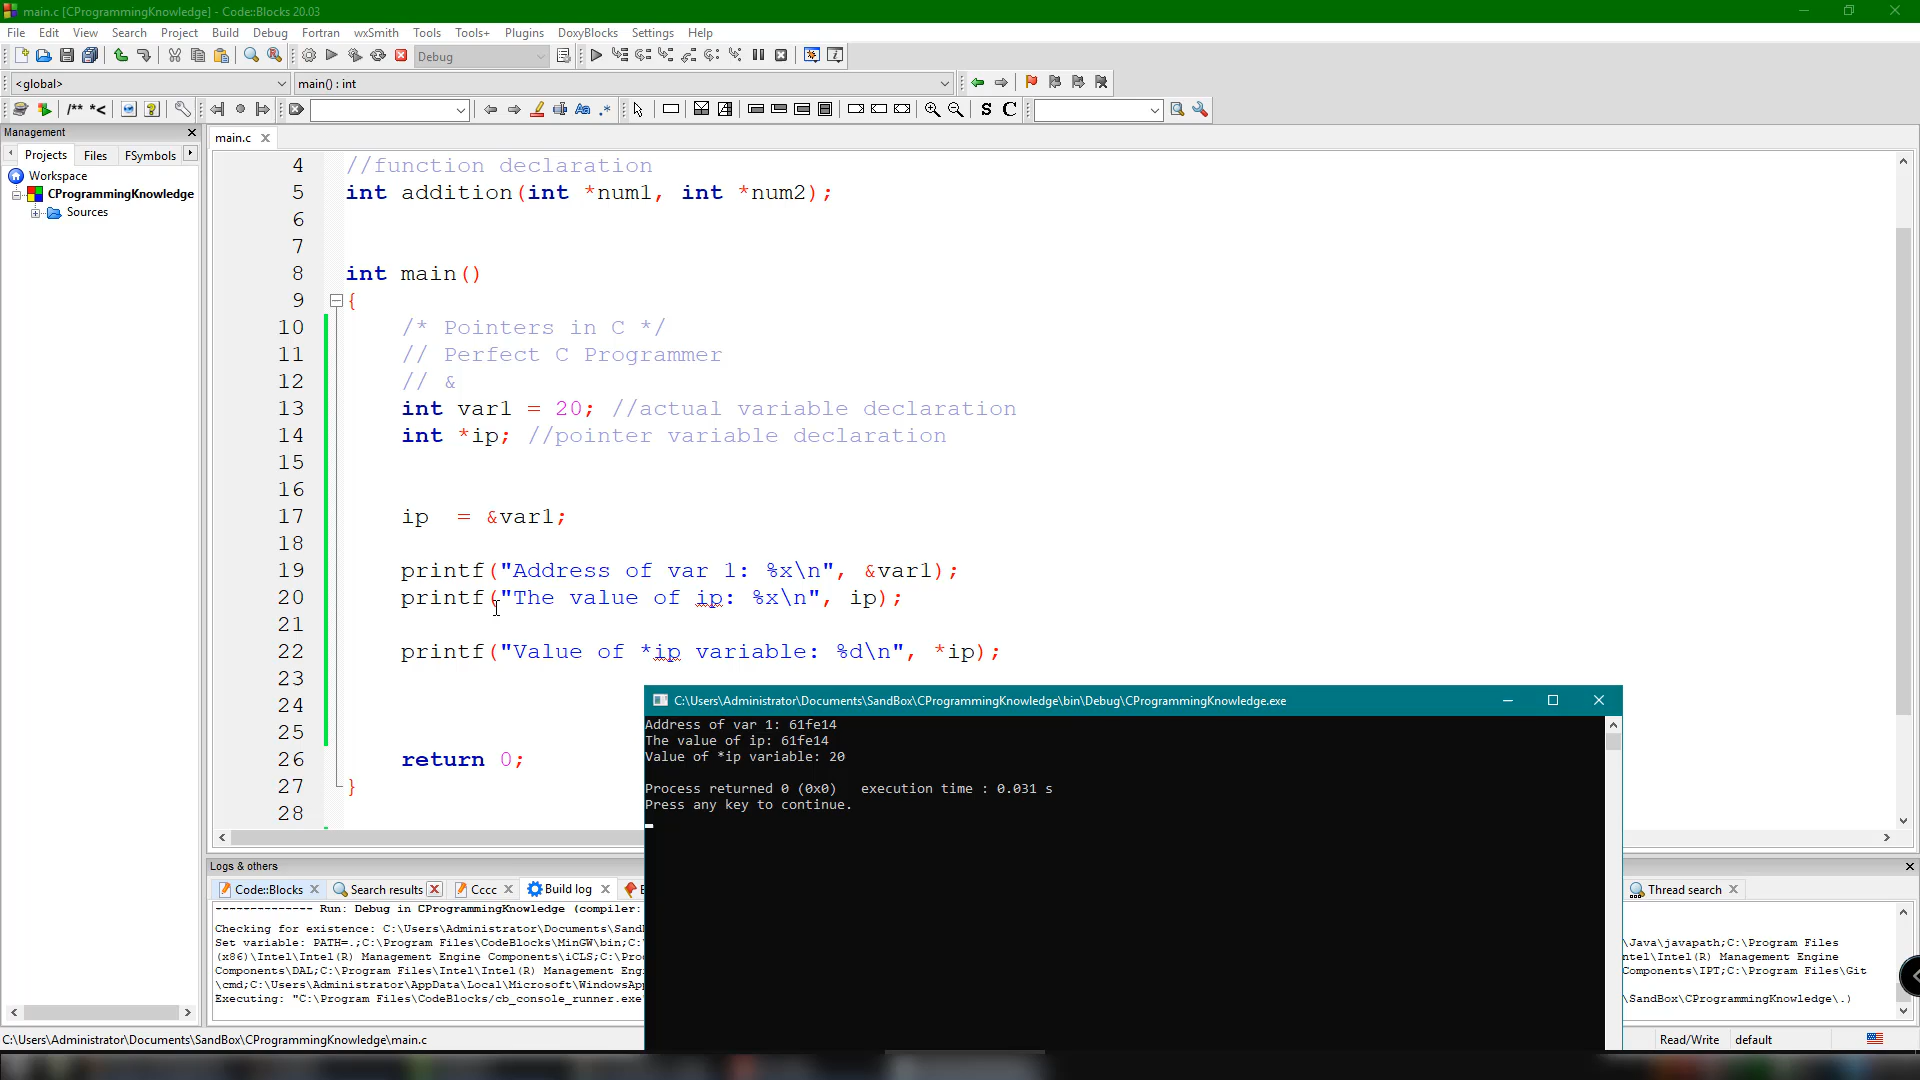 main.c [CProgrammingKnowledge] - Code::Blocks 20.03
File Edit View Search Project Build Debug Fortran wxSmith Tools Tools+ Plugins DoxyBlocks Settings Help
Debug
<global>
main() : int
/** *<
S C
Management
main.c
Projects Files FSymbols
Workspace
CProgrammingKnowledge
Sources
4 //function declaration
5 int addition(int *num1, int *num2);
6
7
8 int main()
9 {
10 /* Pointers in C */
11 // Perfect C Programmer
12 // &
13 int var1 = 20; //actual variable declaration
14 int *ip; //pointer variable declaration
15
16
17 ip = &var1;
18
19 printf("Address of var 1: %x\n", &var1);
20 printf("The value of ip: %x\n", ip);
21
22 printf("Value of *ip variable: %d\n", *ip);
23
24
25
26 return 0;
27 }
28
C:\Users\Administrator\Documents\SandBox\CProgrammingKnowledge\bin\Debug\CProgrammingKnowledge.exe
Address of var 1: 61fe14
The value of ip: 61fe14
Value of *ip variable: 20
Process returned 0 (0x0) execution time : 0.031 s
Press any key to continue.
Logs & others
Code::Blocks Search results Cccc Build log Thread search
-------------- Run: Debug in CProgrammingKnowledge (compiler:
Checking for existence: C:\Users\Administrator\Documents\Sand
Set variable: PATH=.;C:\Program Files\CodeBlocks\MinGW\bin;C: \Java\javapath;C:\Program Files
(x86)\Intel\Intel(R) Management Engine Components\iCLS;C:\Pro ntel\Intel(R) Management Engine
Components\DAL;C:\Program Files\Intel\Intel(R) Management Eng Components\IPT;C:\Program Files\Git
\cmd;C:\Users\Administrator\AppData\Local\Microsoft\WindowsApp
Executing: "C:\Program Files\CodeBlocks/cb_console_runner.exe \SandBox\CProgrammingKnowledge\.)
C:\Users\Administrator\Documents\SandBox\CProgrammingKnowledge\main.c
Read/Write default